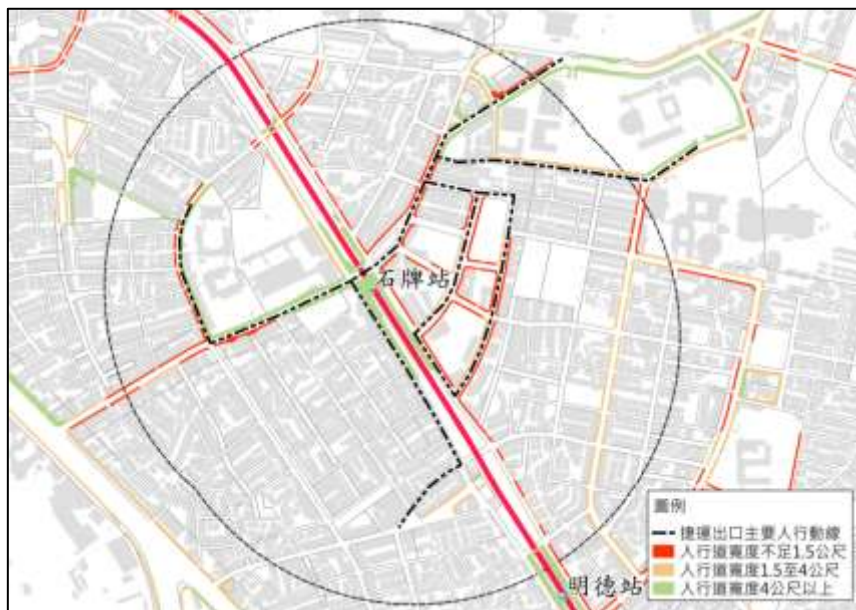 石牌站
明德站
圖例
捷運出口主要人行動線
人行道寬度不足1.5公尺
人行道寬度1.5至4公尺
人行道寬度4公尺以上